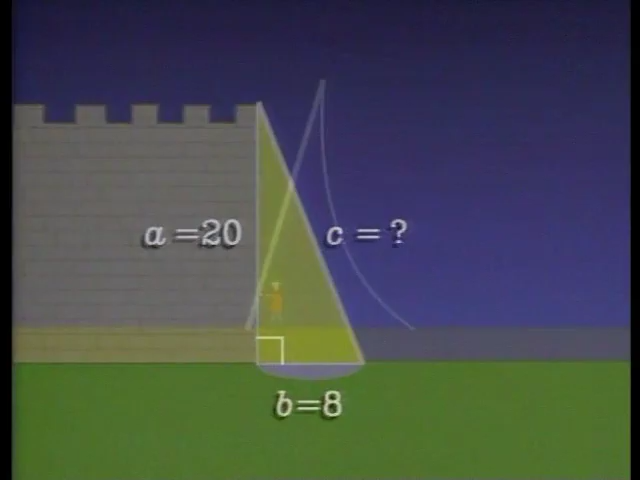 a =20
c = ?
b=8